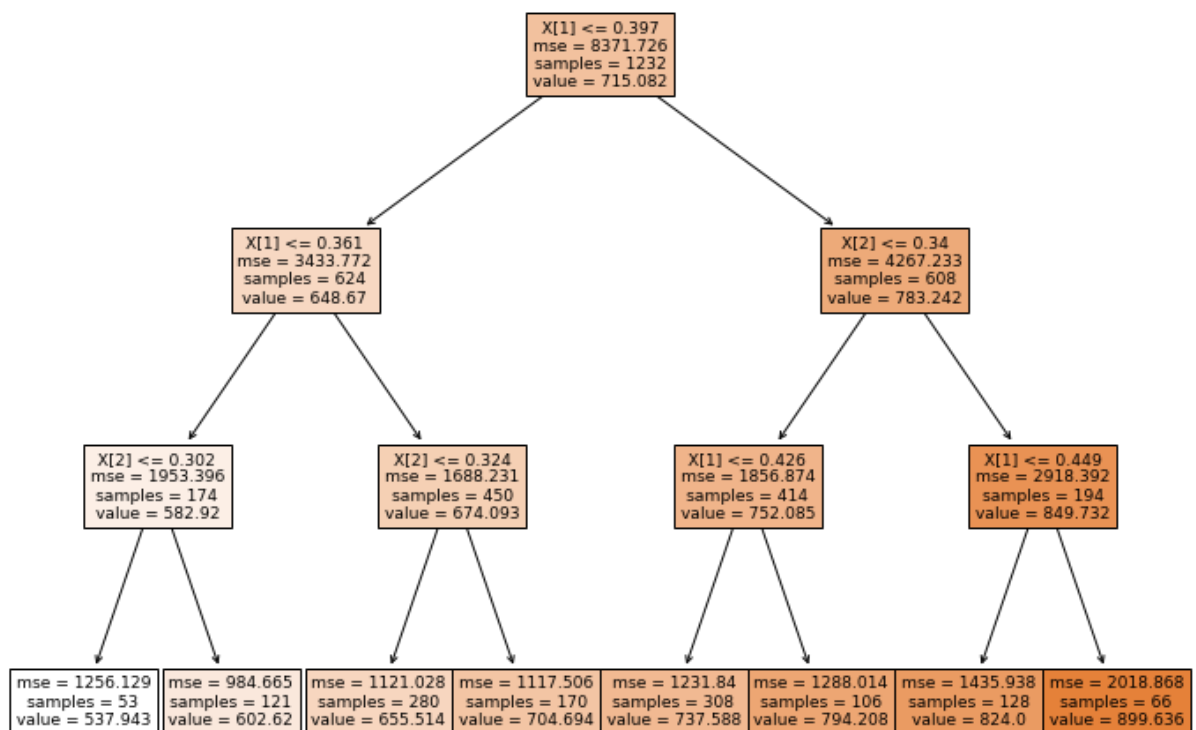 X[1] <= 0.397
mse = 8371.726
samples = 1232
value = 715.082
X[1] <= 0.361
mse = 3433.772
samples = 624
value = 648.67
X[2] <= 0.34
mse = 4267.233
samples = 608
value = 783.242
X[2] <= 0.302
mse = 1953.396
samples = 174
value = 582.92
X[2] <= 0.324
mse = 1688.231
samples = 450
value = 674.093
X[1] <= 0.426
mse = 1856.874
samples = 414
value = 752.085
X[1] <= 0.449
mse = 2918.392
samples = 194
value = 849.732
mse = 1256.129
samples = 53
value = 537.943
mse = 984.665
samples = 121
value = 602.62
mse = 1121.028
samples = 280
value = 655.514
mse = 1117.506
samples = 170
value = 704.694
mse = 1231.84
samples = 308
value = 737.588
mse = 1288.014
samples = 106
value = 794.208
mse = 1435.938
samples = 128
value = 824.0
mse = 2018.868
samples = 66
value = 899.636